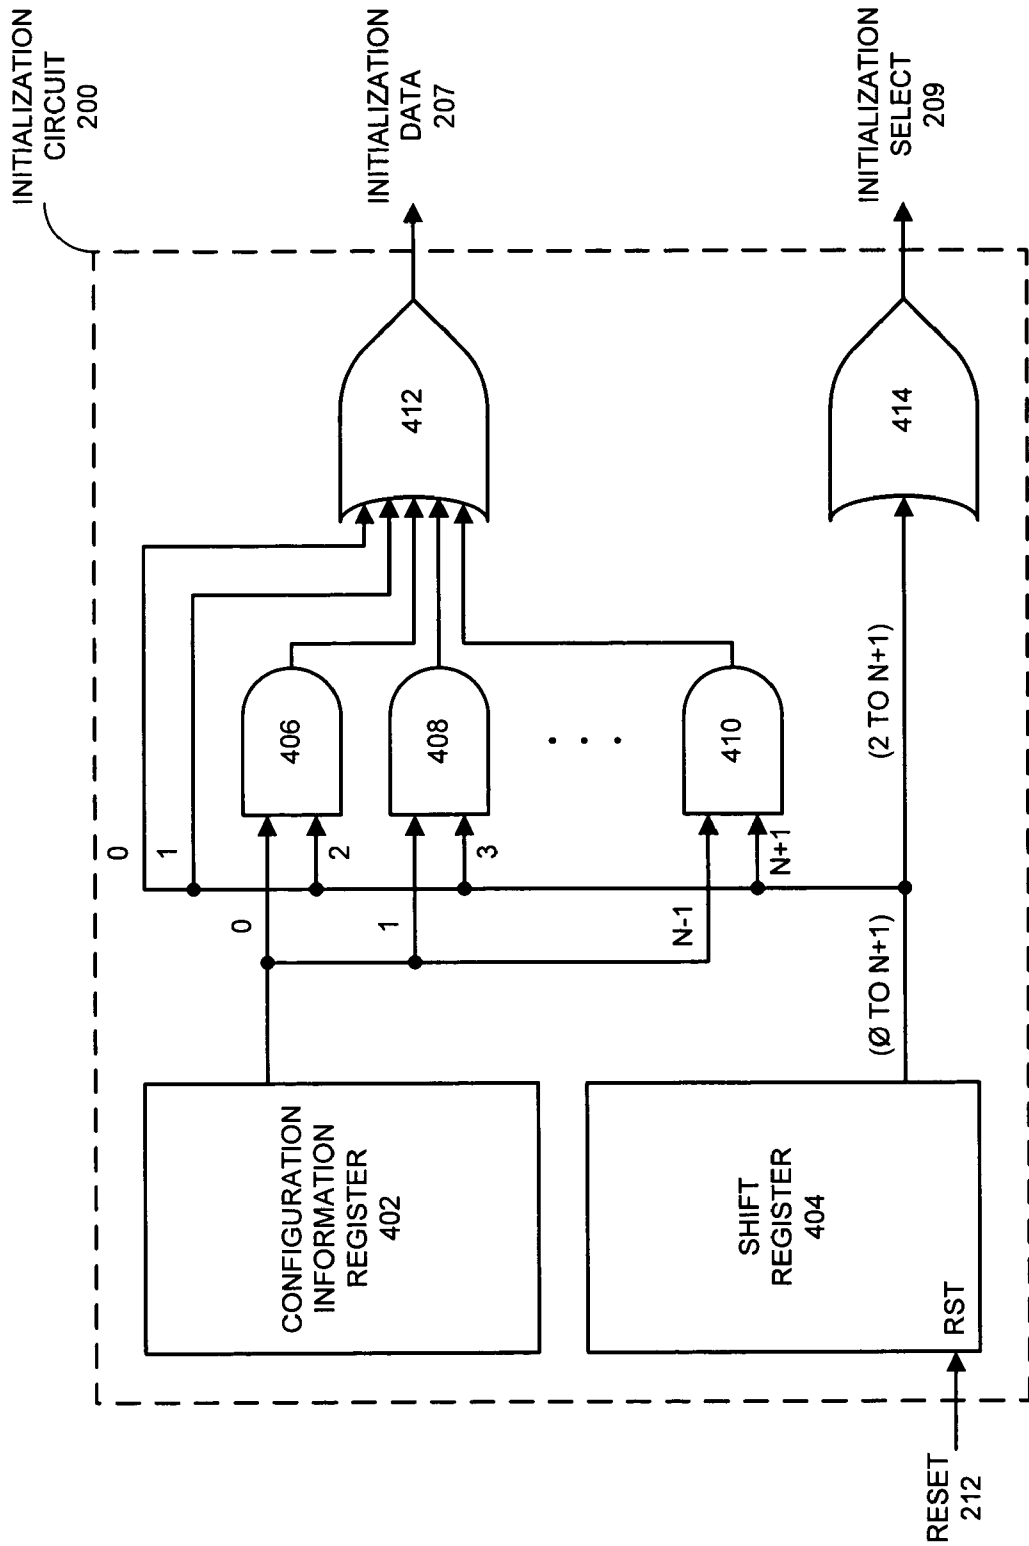 INITIALIZATION
CIRCUIT
200
INITIALIZATION
DATA
207
INITIALIZATION
SELECT
209
412
414
406
408
410
. . .
0
1
2
3
N+1
(2 TO N+1)
0
1
N-1
(Ø TO N+1)
CONFIGURATION
INFORMATION
REGISTER
402
SHIFT
REGISTER
404
RST
RESET
212